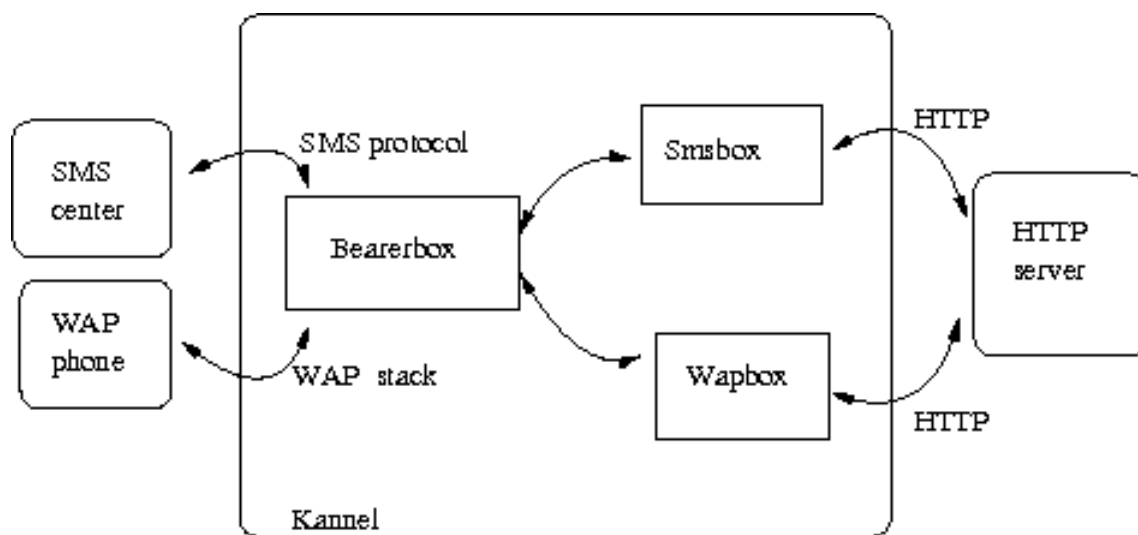 SMS
center
WAP
phone
SMS protocol
Bearerbox
WAP stack
Smsbox
Wapbox
HTTP
HTTP
server
HTTP
Kannel